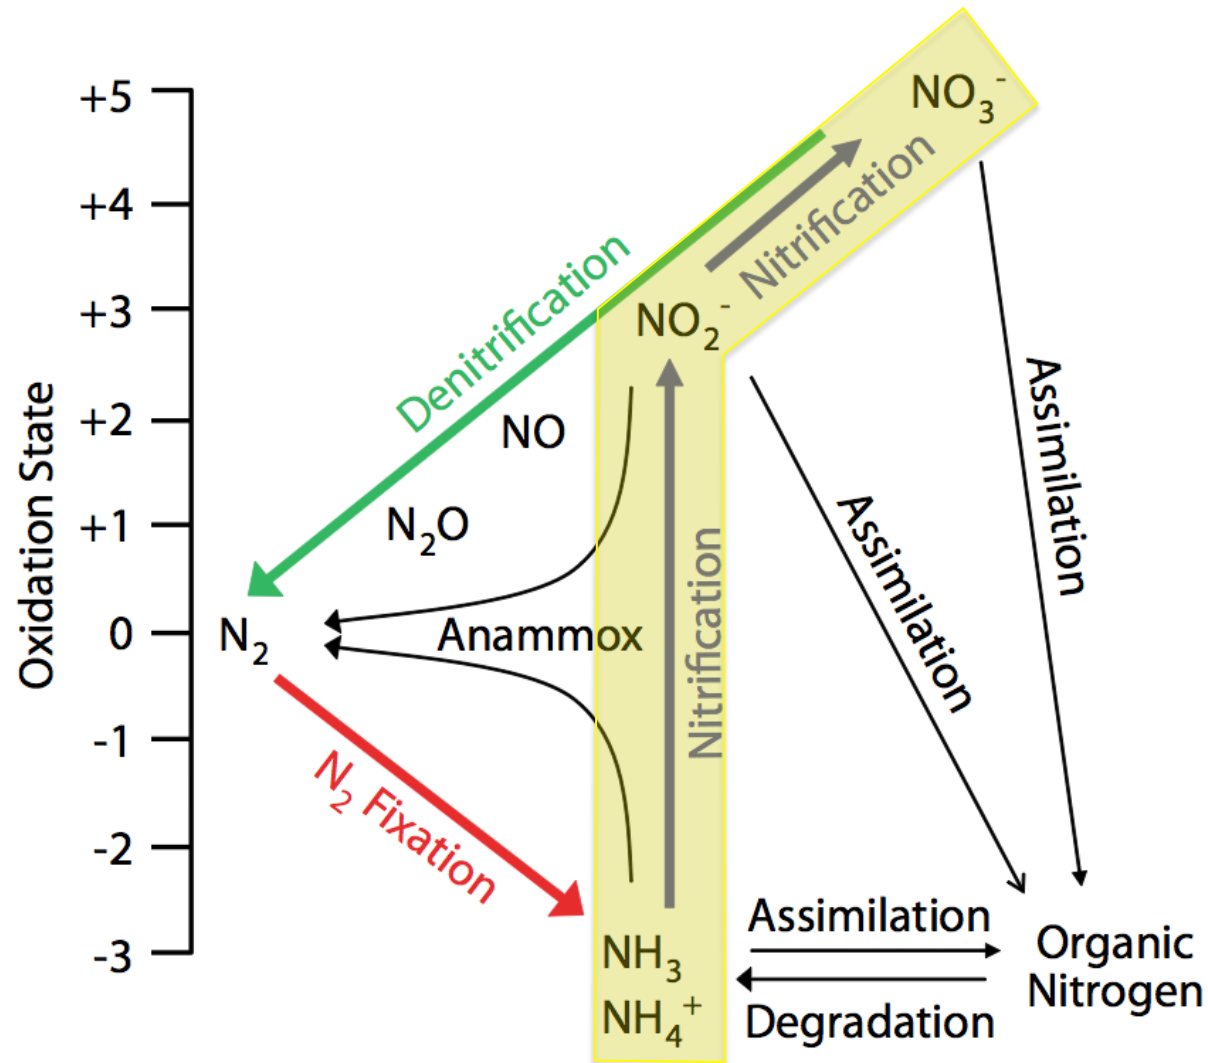 +5
NO₃⁻
+4
Nitrification
Denitrification
+3
NO₂⁻
Assimilation
+2
NO
Oxidation State
Assimilation
+1
N₂O
Nitrification
0
N₂
Anammox
-1
N₂ Fixation
-2
Assimilation
-3
NH₃
Organic
Nitrogen
NH₄⁺
Degradation